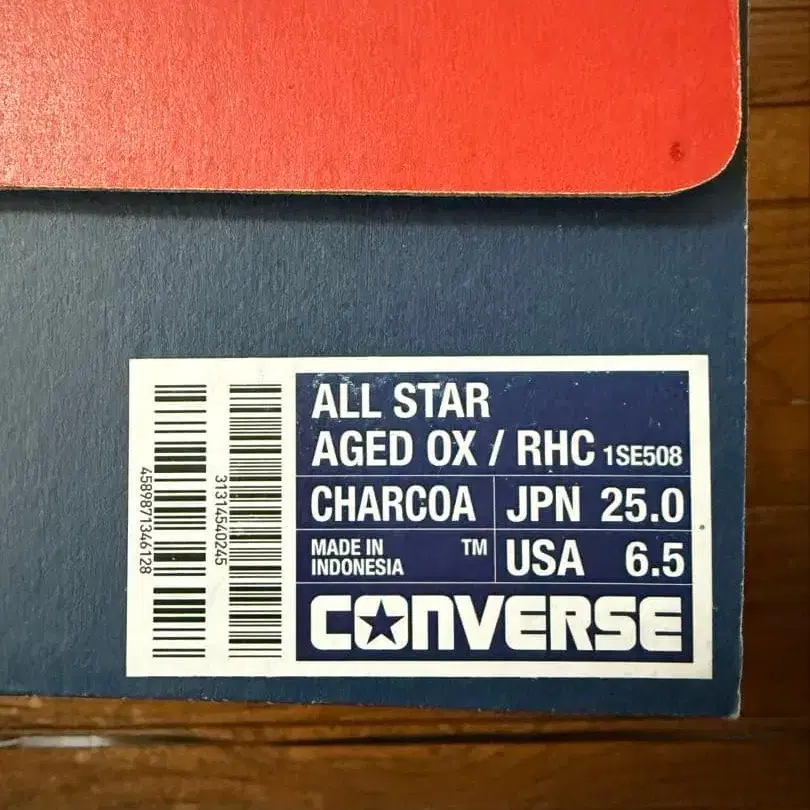 4589871346128
31314540245
ALL STAR
AGED OX / RHC 1SE508
CHARCOA JPN 25.0
MADE IN
INDONESIA ™ USA 6.5
CONVERSE